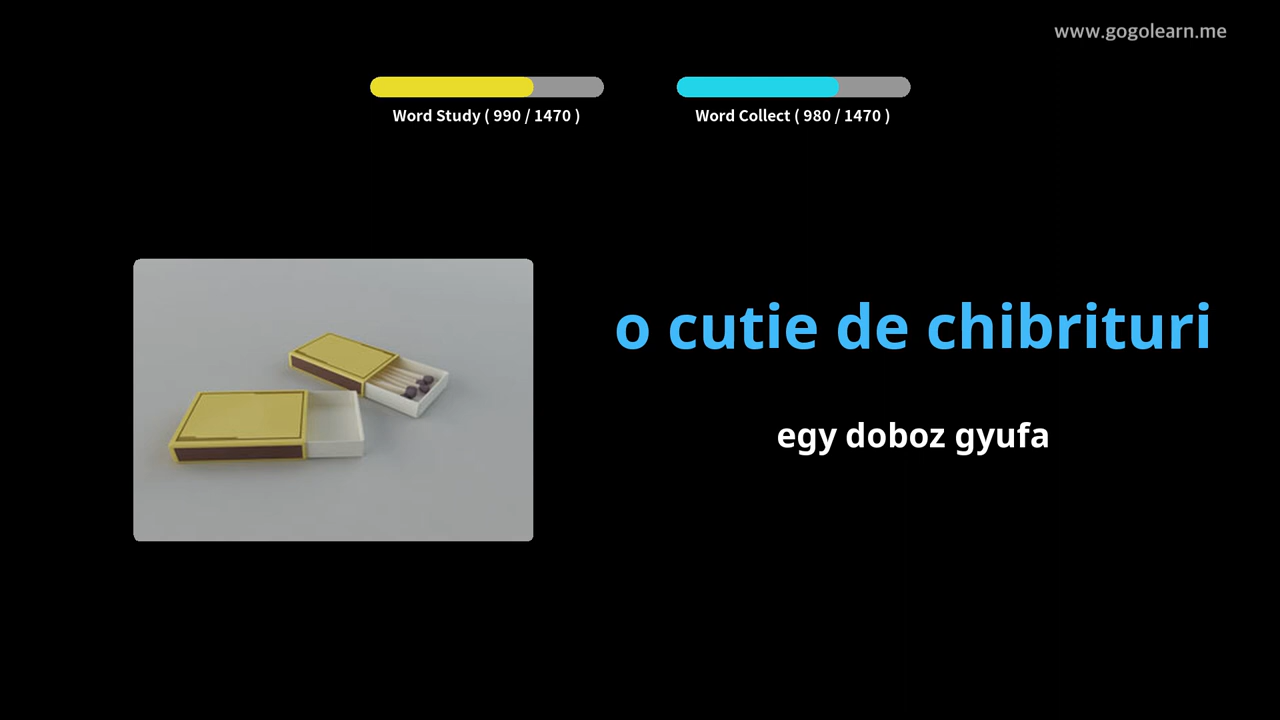 www.gogolearn.me
Word Study ( 990 / 1470 )
Word Collect ( 980 / 1470 )
o cutie de chibrituri
egy doboz gyufa